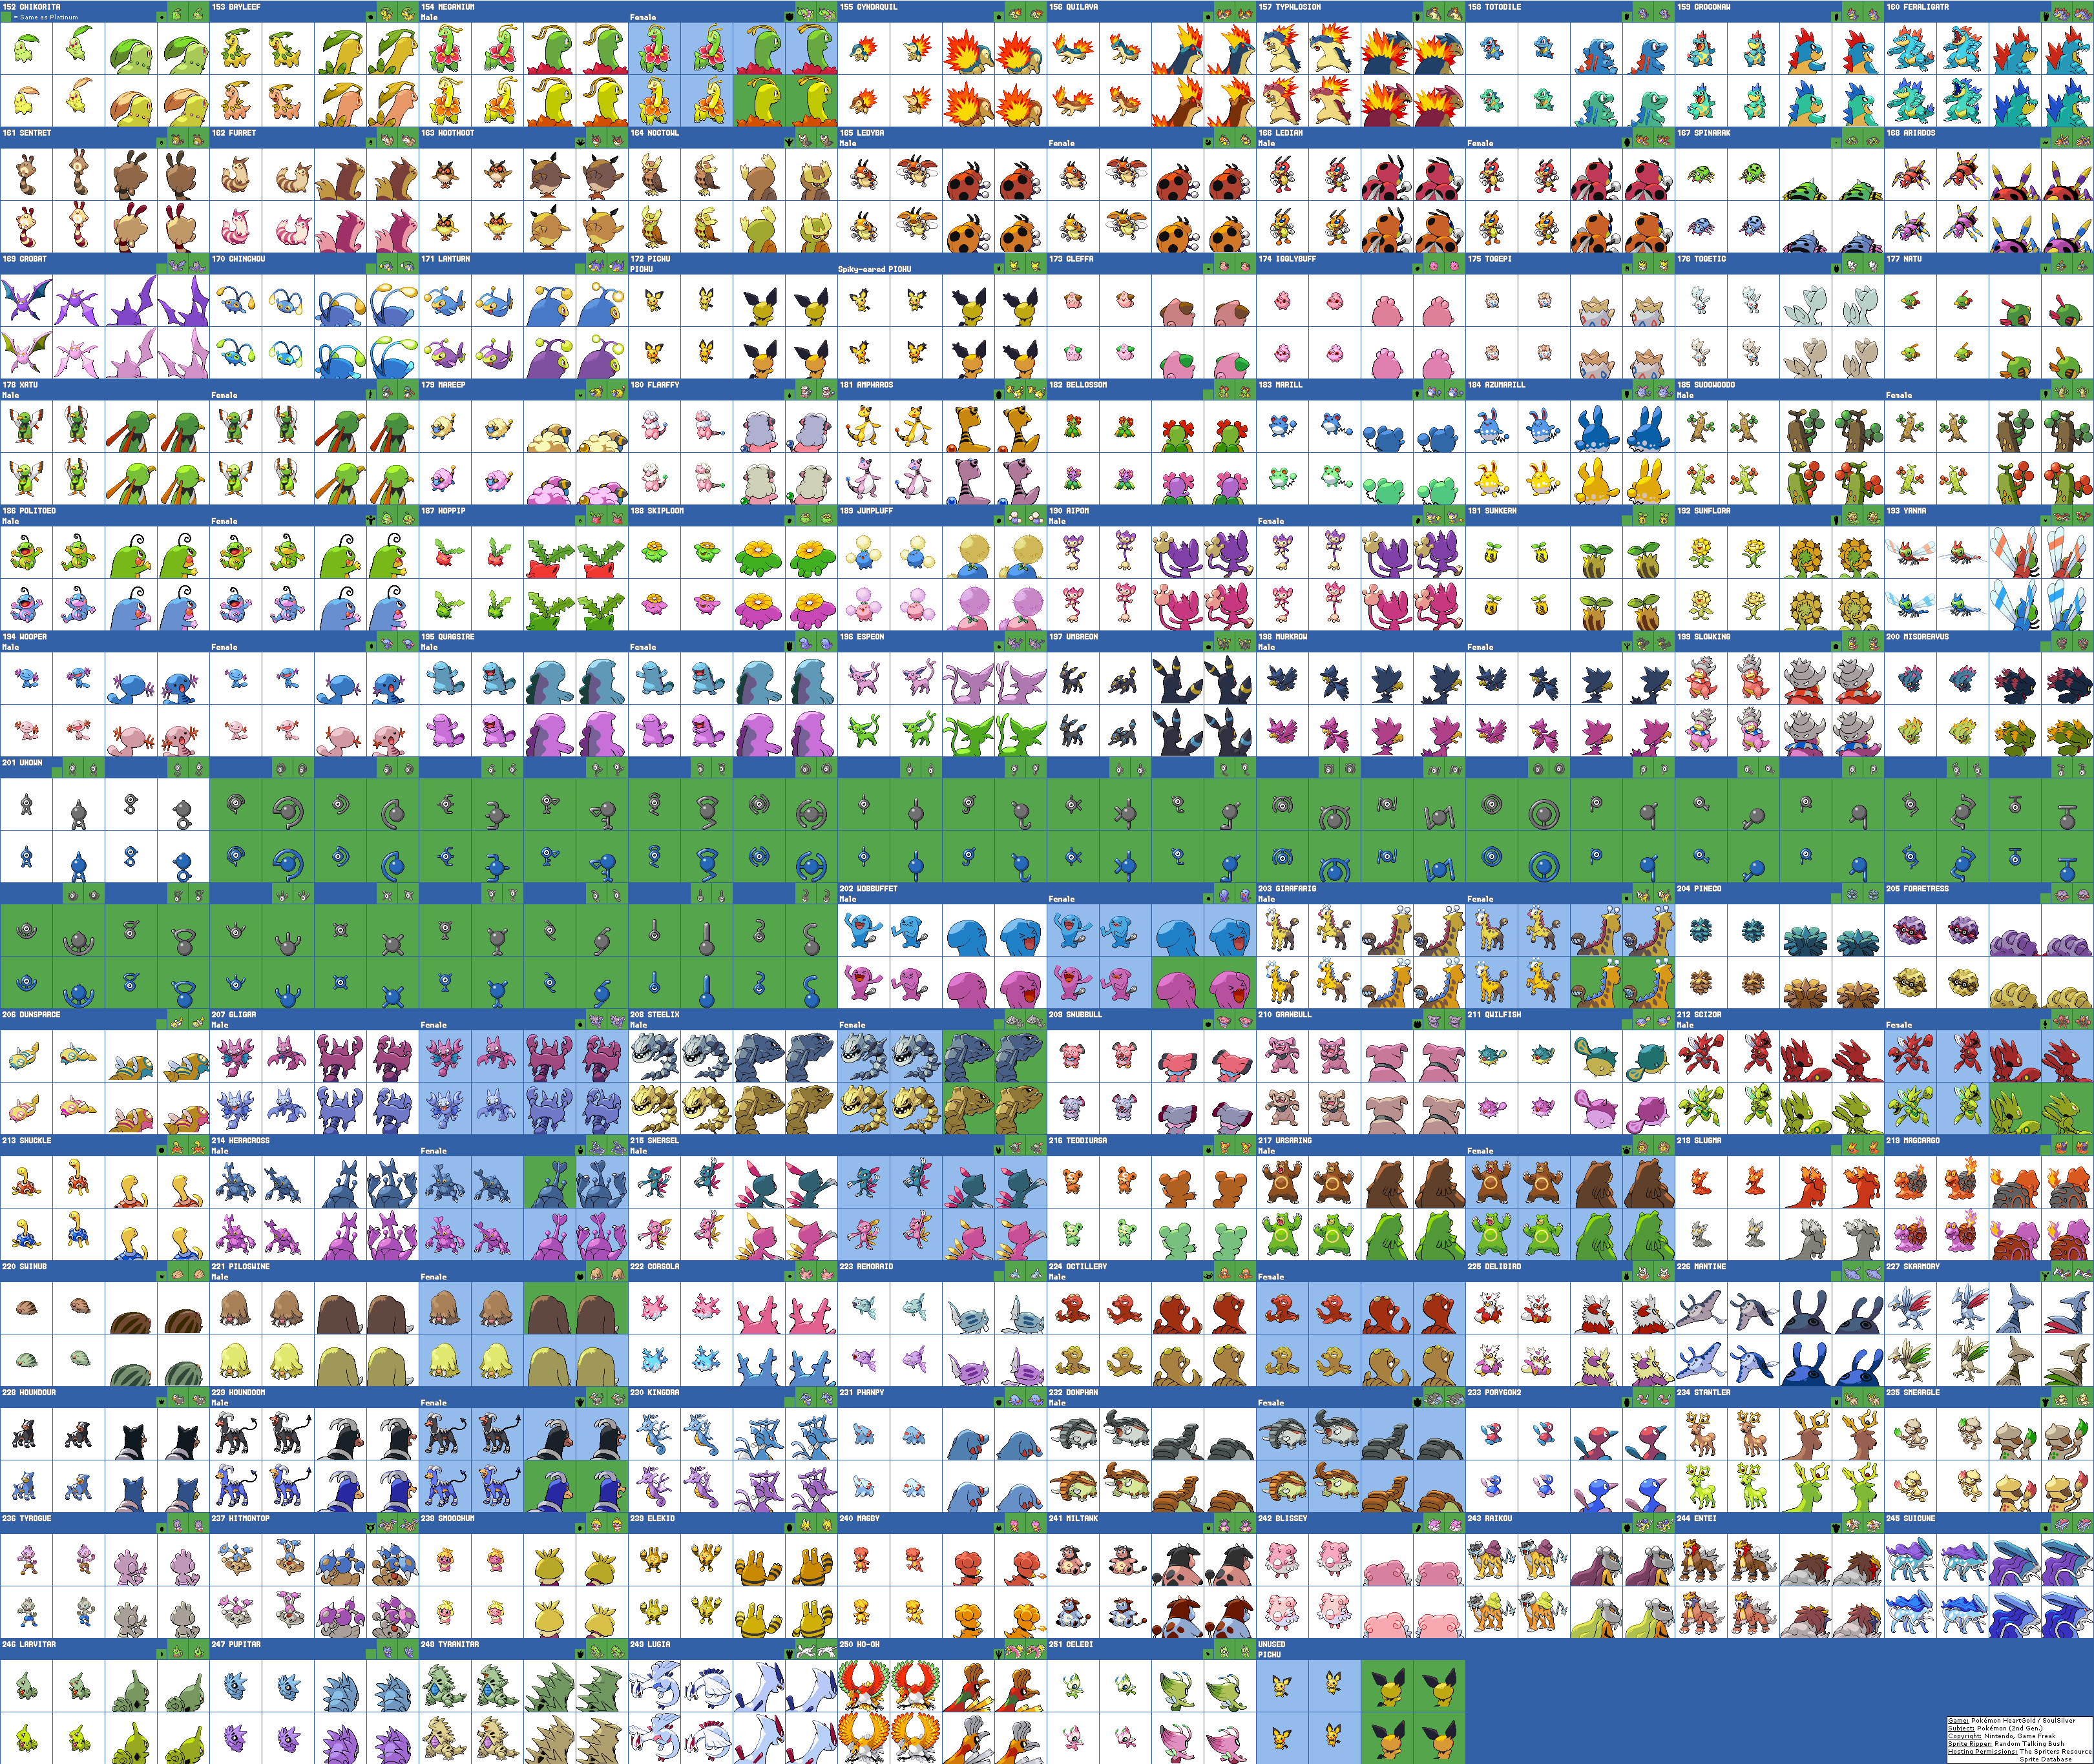 152 CHIKORITA
= Same as Platinum
153 BAYLEEF
154 MEGANIUM
Male
Female
155 CYNDAQUIL
156 QUILAVA
157 TYPHLOSION
158 TOTODILE
159 CROCONAW
160 FERALIGATR
161 SENTRET
162 FURRET
163 HOOTHOOT
164 NOCTOWL
165 LEDYBA
Male
Female
166 LEDIAN
Male
Female
167 SPINARAK
168 ARIADOS
169 CROBAT
170 CHINCHOU
171 LANTURN
172 PICHU
PICHU
Spiky-eared PICHU
173 CLEFFA
174 IGGLYBUFF
175 TOGEPI
176 TOGETIC
177 NATU
178 XATU
Male
Female
179 MAREEP
180 FLAAFFY
181 AMPHAROS
182 BELLOSSOM
183 MARILL
184 AZUMARILL
185 SUDOWOODO
Male
Female
186 POLITOED
Male
Female
187 HOPPIP
188 SKIPLOOM
189 JUMPLUFF
190 AIPOM
Male
Female
191 SUNKERN
192 SUNFLORA
193 YANMA
194 WOOPER
Male
Female
195 QUAGSIRE
Male
Female
196 ESPEON
197 UMBREON
198 MURKROW
Male
Female
199 SLOWKING
200 MISDREAVUS
201 UNOWN
202 WOBBUFFET
Male
Female
203 GIRAFARIG
Male
Female
204 PINECO
205 FORRETRESS
206 DUNSPARCE
207 GLIGAR
Male
Female
208 STEELIX
Male
Female
209 SNUBBULL
210 GRANBULL
211 QWILFISH
212 SCIZOR
Male
Female
213 SHUCKLE
214 HERACROSS
Male
Female
215 SNEASEL
Male
Female
216 TEDDIURSA
217 URSARING
Male
Female
218 SLUGMA
219 MAGCARGO
220 SWINUB
221 PILOSWINE
Male
Female
222 CORSOLA
223 REMORAID
224 OCTILLERY
Male
Female
225 DELIBIRD
226 MANTINE
227 SKARMORY
228 HOUNDOUR
229 HOUNDOOM
Male
Female
230 KINGDRA
231 PHANPY
232 DONPHAN
Male
Female
233 PORYGON2
234 STANTLER
235 SMEARGLE
236 TYROGUE
237 HITMONTOP
238 SMOOCHUM
239 ELEKID
240 MAGBY
241 MILTANK
242 BLISSEY
243 RAIKOU
244 ENTEI
245 SUICUNE
246 LARVITAR
247 PUPITAR
248 TYRANITAR
249 LUGIA
250 HO-OH
251 CELEBI
UNUSED
PICHU
Game: Pokémon HeartGold / SoulSilver
Subject: Pokémon (2nd Gen.)
Copyright: Nintendo, Game Freak
Sprite Ripper: Random Talking Bush
Hosting Permissions: The Spriters Resource
Sprite Database